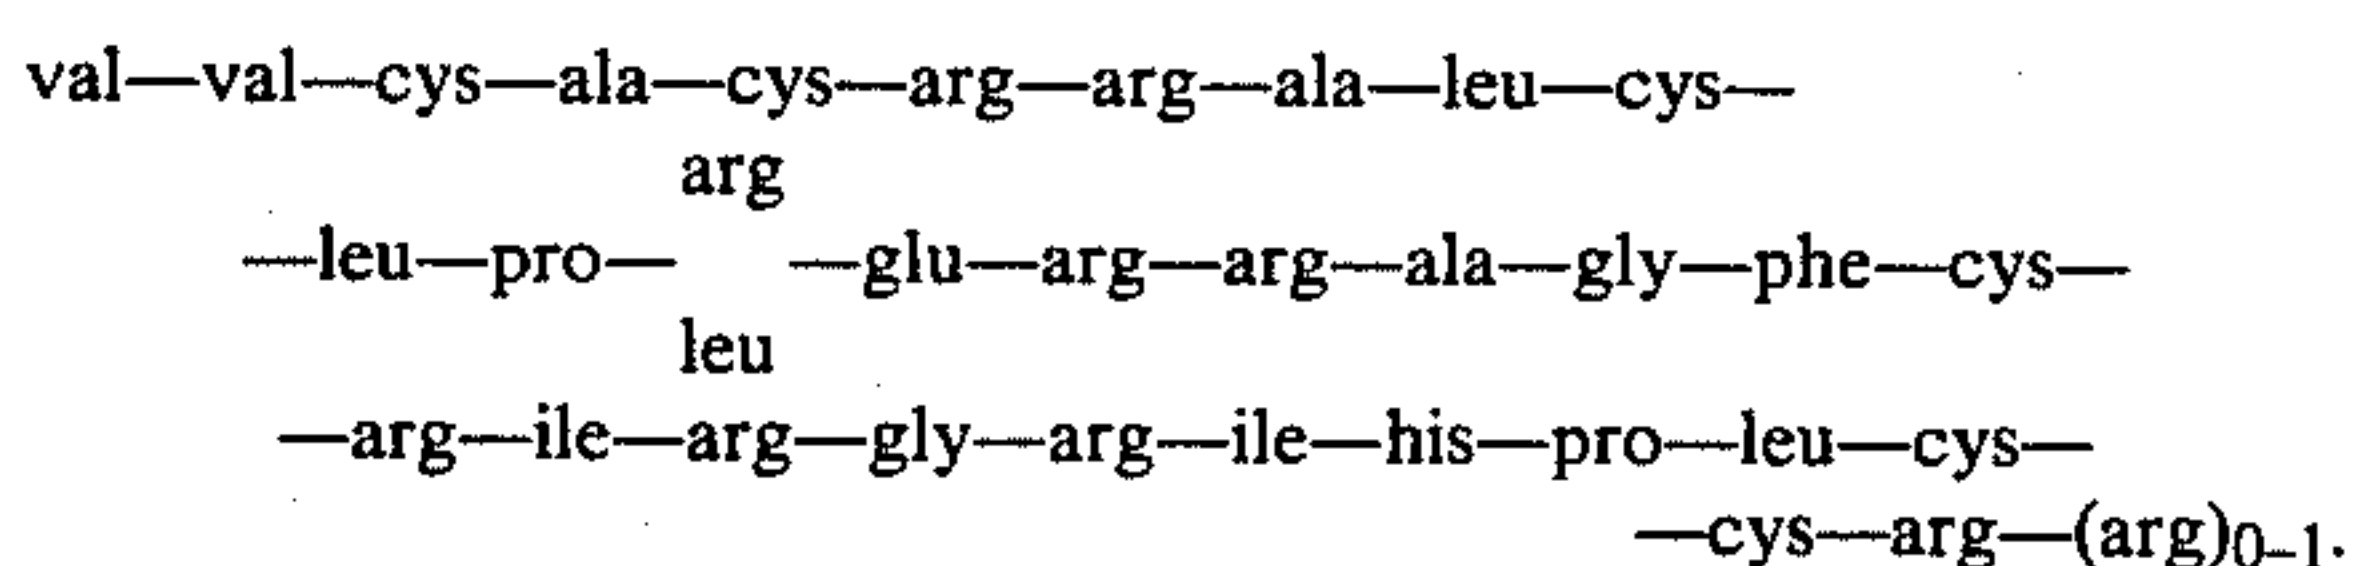 val—val—cys—ala—cys—arg—arg—ala—leu—cys—
arg
—leu—pro— —glu—arg—arg—ala—gly—phe—cys—
leu
—arg—ile—arg—gly—arg—ile—his—pro—leu—cys—
—cys—arg—(arg)0–1.